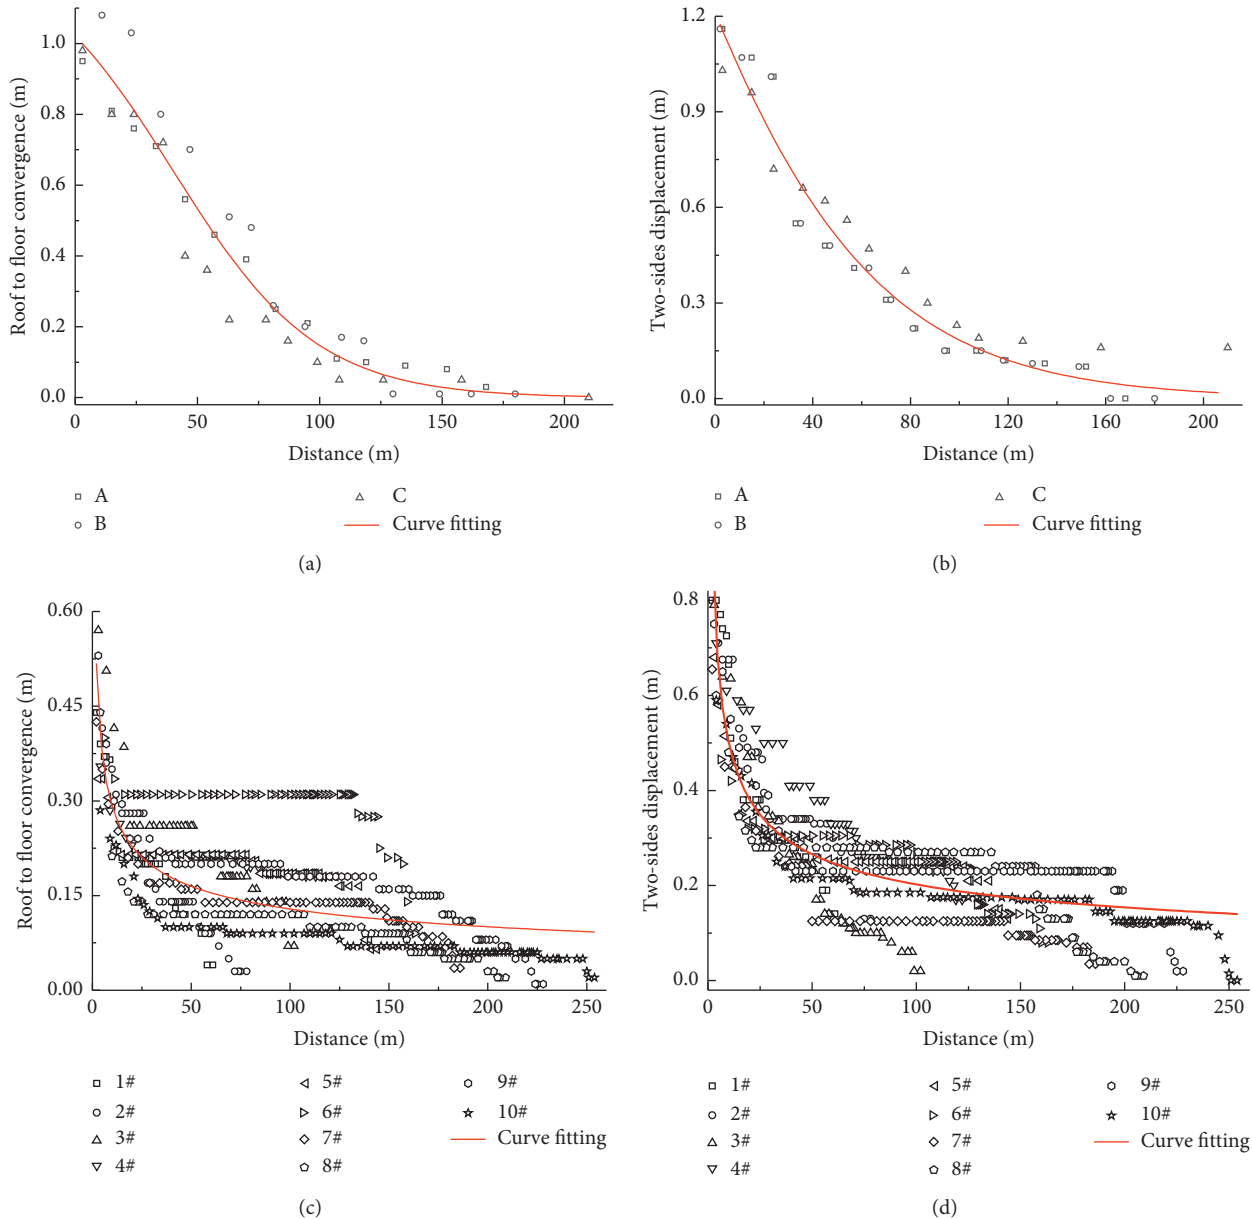 Roof to floor convergence (m)
1.0
0.8
0.6
0.4
0.2
0.0
0
50
100
150
200
Distance (m)
A
B
C
Curve fitting
(a)
Two-sides displacement (m)
1.2
0.9
0.6
0.3
0.0
0
40
80
120
160
200
Distance (m)
A
B
C
Curve fitting
(b)
Roof to floor convergence (m)
0.60
0.45
0.30
0.15
0.00
0
50
100
150
200
250
Distance (m)
1#
2#
3#
4#
5#
6#
7#
8#
9#
10#
Curve fitting
(c)
Two-sides displacement (m)
0.8
0.6
0.4
0.2
0.0
0
50
100
150
200
250
Distance (m)
1#
2#
3#
4#
5#
6#
7#
8#
9#
10#
Curve fitting
(d)